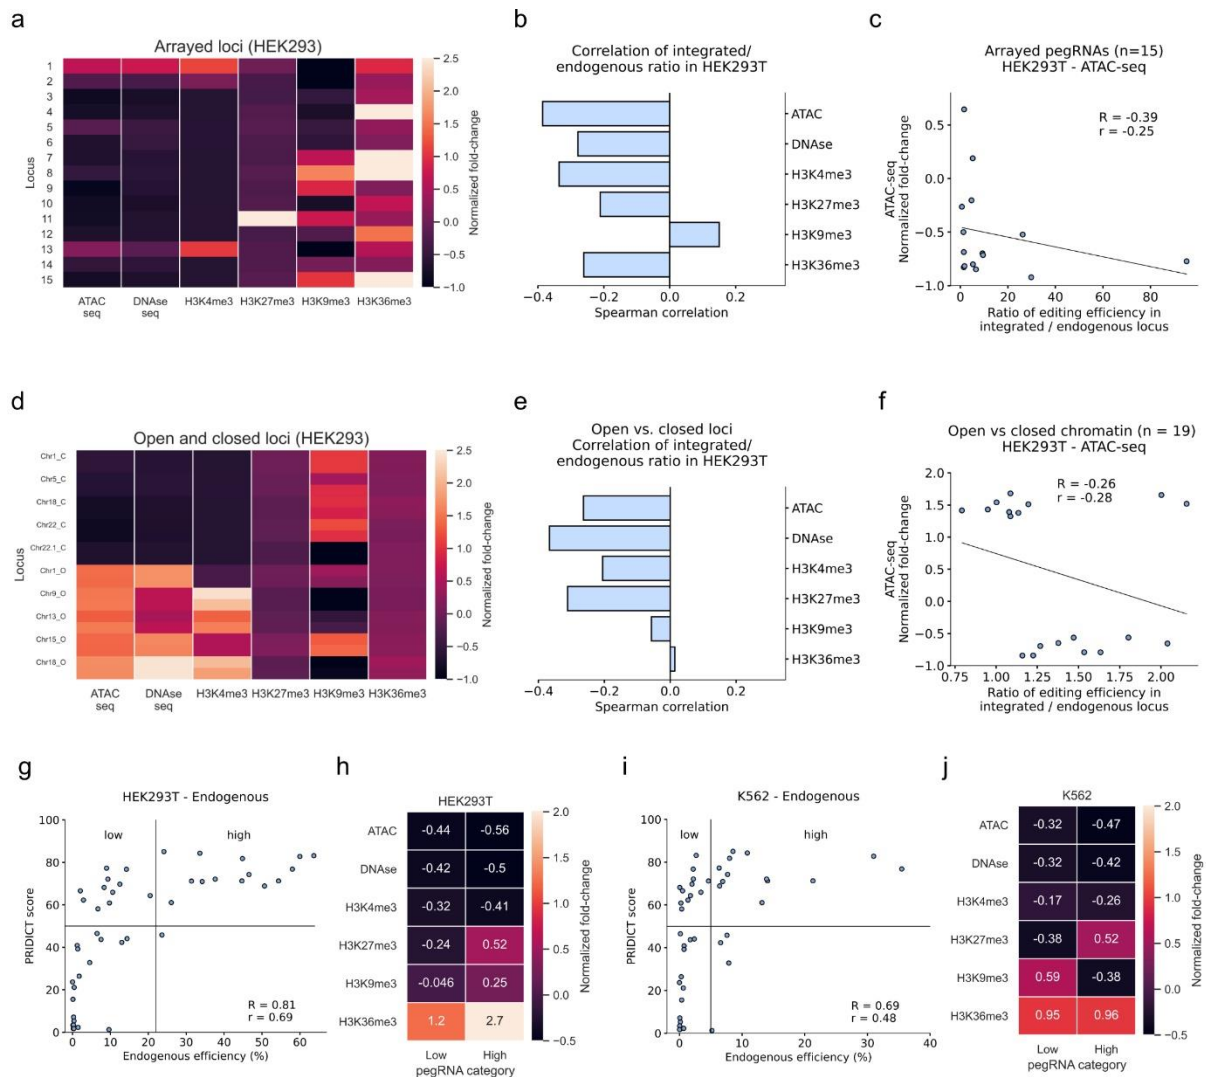 a
Arrayed loci (HEK293)
Locus
1
2
3
4
5
6
7
8
9
10
11
12
13
14
15
ATAC
seq
DNAse
seq
H3K4me3
H3K27me3
H3K9me3
H3K36me3
2.5
2.0
1.5
1.0
0.5
0.0
−0.5
−1.0
Normalized fold-change
b
Correlation of integrated/
endogenous ratio in HEK293T
ATAC
DNAse
H3K4me3
H3K27me3
H3K9me3
H3K36me3
−0.4 −0.2 0 0.2
Spearman correlation
c
Arrayed pegRNAs (n=15)
HEK293T - ATAC-seq
R = -0.39
r = -0.25
ATAC-seq
Normalized fold-change
0.5
0.0
−0.5
−1.0
0 20 40 60 80
Ratio of editing efficiency in
integrated / endogenous locus
d
Open and closed loci (HEK293)
Locus
Chr1_C
Chr5_C
Chr18_C
Chr22_C
Chr22.1_C
Chr1_O
Chr9_O
Chr13_O
Chr15_O
Chr18_O
ATAC
seq
DNAse
seq
H3K4me3
H3K27me3
H3K9me3
H3K36me3
2.5
2.0
1.5
1.0
0.5
0.0
−0.5
−1.0
Normalized fold-change
e
Open vs. closed loci
Correlation of integrated/
endogenous ratio in HEK293T
ATAC
DNAse
H3K4me3
H3K27me3
H3K9me3
H3K36me3
−0.4 −0.2 0 0.2
Spearman correlation
f
Open vs closed chromatin (n = 19)
HEK293T - ATAC-seq
R = -0.26
r = -0.28
ATAC-seq
Normalized fold-change
2.0
1.5
1.0
0.5
0.0
−0.5
−1.0
0.75 1.00 1.25 1.50 1.75 2.00
Ratio of editing efficiency in
integrated / endogenous locus
g
HEK293T - Endogenous
low high
PRIDICT score
100
80
60
40
20
0
R = 0.81
r = 0.69
0 10 20 30 40 50 60
Endogenous efficiency (%)
h
HEK293T
ATAC -0.44 -0.56
DNAse -0.42 -0.5
H3K4me3 -0.32 -0.41
H3K27me3 -0.24 0.52
H3K9me3 -0.046 0.25
H3K36me3 1.2 2.7
Low High
pegRNA category
2.0
1.5
1.0
0.5
0.0
−0.5
Normalized fold-change
i
K562 - Endogenous
low high
PRIDICT score
100
80
60
40
20
0
R = 0.69
r = 0.48
0 10 20 30 40
Endogenous efficiency (%)
j
K562
ATAC -0.32 -0.47
DNAse -0.32 -0.42
H3K4me3 -0.17 -0.26
H3K27me3 -0.38 0.52
H3K9me3 0.59 -0.38
H3K36me3 0.95 0.96
Low High
pegRNA category
2.0
1.5
1.0
0.5
0.0
−0.5
Normalized fold-change